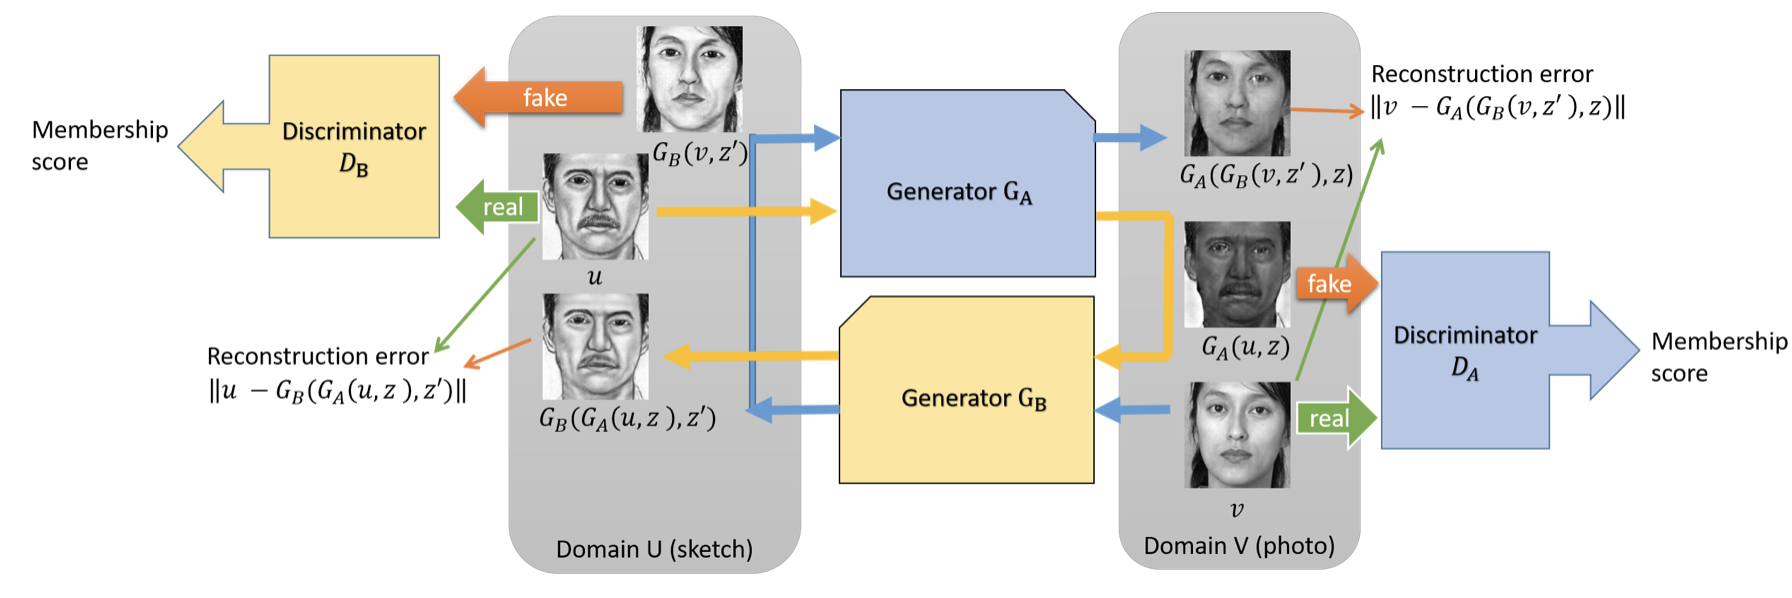 Membership
score
Discriminator
D_B
fake
real
G_B(v, z′)
u
Reconstruction error
‖u − G_B(G_A(u, z ), z′)‖
G_B(G_A(u, z ), z′)
Domain U (sketch)
Generator G_A
Generator G_B
G_A(G_B(v, z′ ), z)
Reconstruction error
‖v − G_A(G_B(v, z′ ), z)‖
G_A(u, z)
fake
real
v
Domain V (photo)
Discriminator
D_A
Membership
score